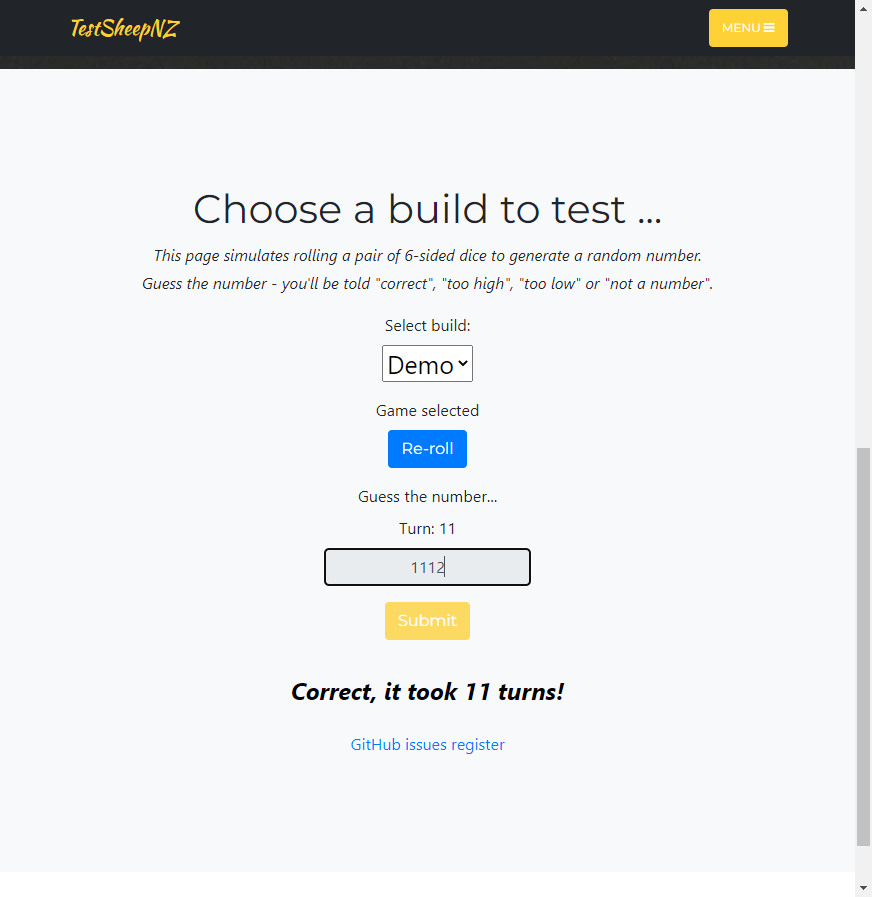 TestSheepNZ
MENU
Choose a build to test ...
This page simulates rolling a pair of 6-sided dice to generate a random number.
Guess the number - you'll be told "correct", "too high", "too low" or "not a number".
Select build:
Demo
Game selected
Re-roll
Guess the number...
Turn: 11
1112
Submit
Correct, it took 11 turns!
GitHub issues register